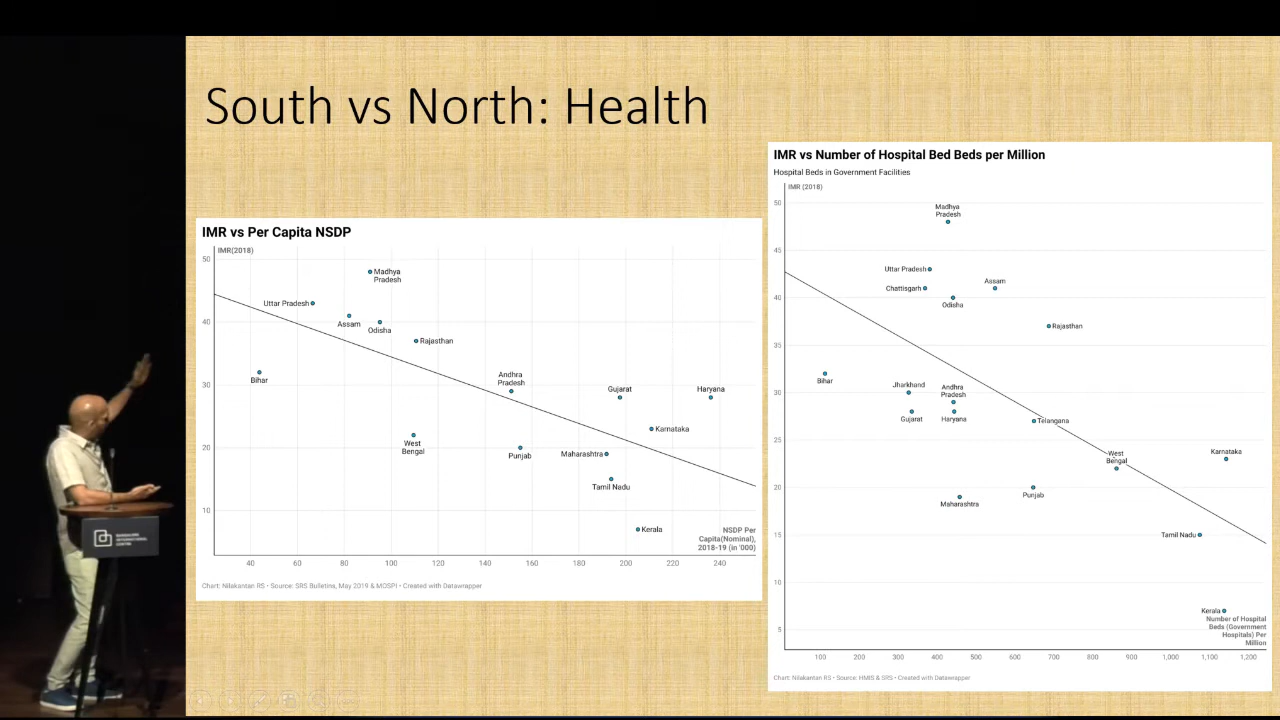 South vs North: Health
IMR vs Per Capita NSDP
IMR(2018)
50
40
30
20
10
Madhya
Pradesh
Uttar Pradesh
Assam
Odisha
Rajasthan
Bihar
Andhra
Pradesh
Gujarat
Haryana
West
Bengal
Karnataka
Punjab
Maharashtra
Tamil Nadu
Kerala
NSDP Per
Capita(Nominal),
2018-19 (in '000)
40 60 80 100 120 140 160 180 200 220 240
Chart: Nilakantan RS • Source: SRS Bulletins, May 2019 & MOSPI • Created with Datawrapper
IMR vs Number of Hospital Bed Beds per Million
Hospital Beds in Government Facilities
IMR (2018)
50
45
40
35
30
25
20
15
10
5
Madhya
Pradesh
Uttar Pradesh
Chattisgarh
Assam
Odisha
Rajasthan
Bihar
Jharkhand
Andhra
Pradesh
Gujarat
Haryana
Telangana
West
Bengal
Karnataka
Punjab
Maharashtra
Tamil Nadu
Kerala
Number of Hospital
Beds (Government
Hospitals) Per
Million
100 200 300 400 500 600 700 800 900 1,000 1,100 1,200
Chart: Nilakantan RS • Source: HMIS & SRS • Created with Datawrapper
BANGALORE
INTERNATIONAL
CENTRE